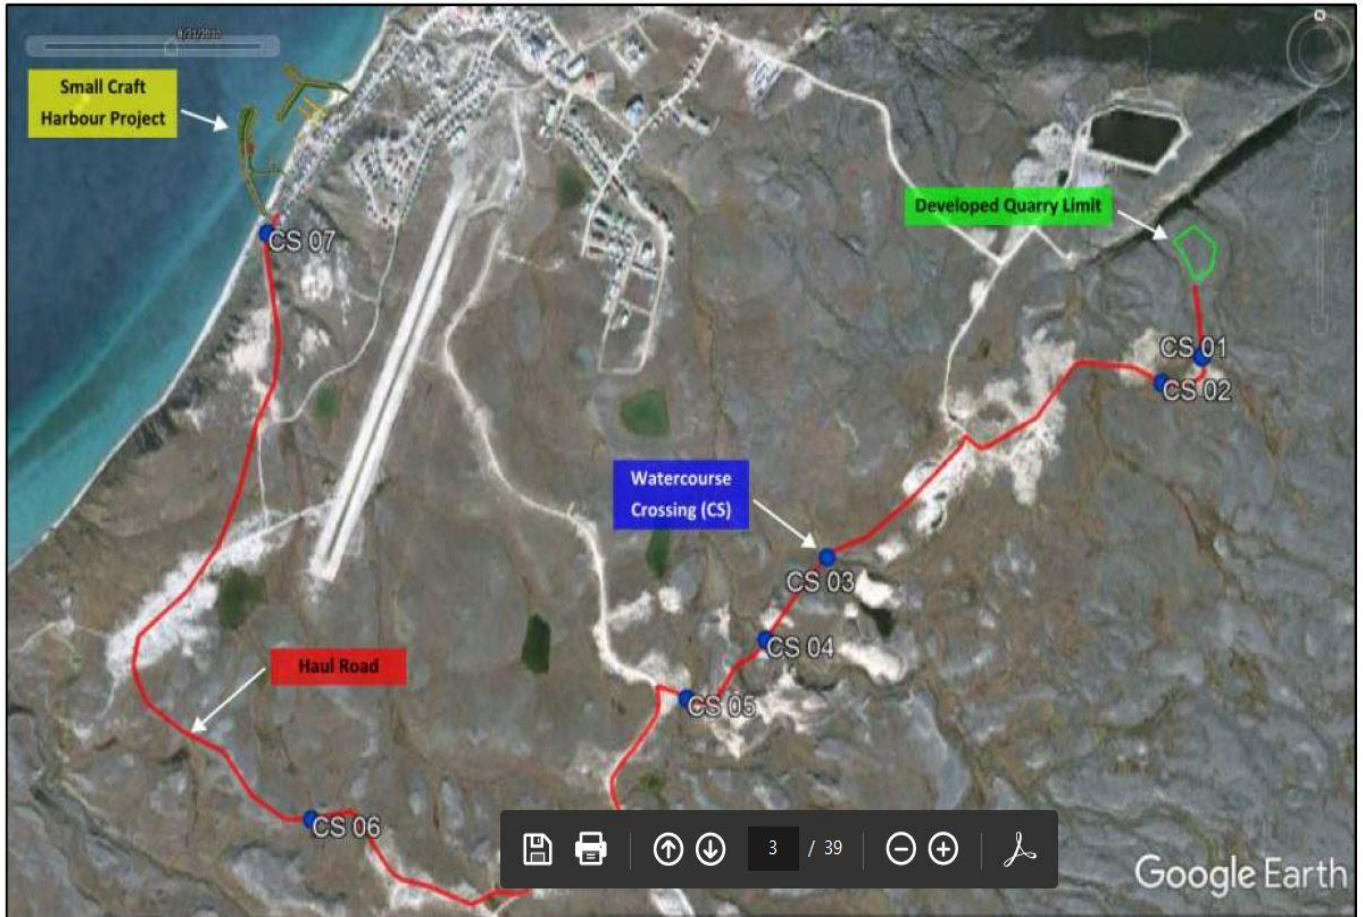 Small Craft
Harbour Project
Developed Quarry Limit
CS 07
CS 01
CS 02
Watercourse
Crossing (CS)
CS 03
CS 04
Haul Road
CS 05
CS 06
3 / 39
Google Earth